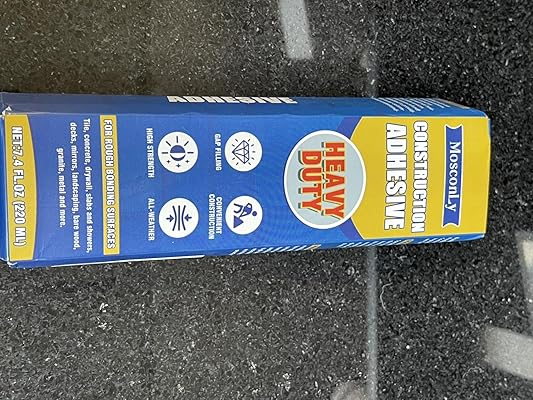 MosconLy
CONSTRUCTION
ADHESIVE
HEAVY
DUTY
GAP FILLING
CONVENIENT
CONSTRUCTION
HIGH STRENGTH
ALL-WEATHER
FOR ROUGH BONDING SURFACES
Tile, concrete, drywall, slabs and showers,
decks, mirrors, landscaping, bare wood,
granite, metal and more.
NET:7.4 FL.OZ (220 ML)
ADHESIVE